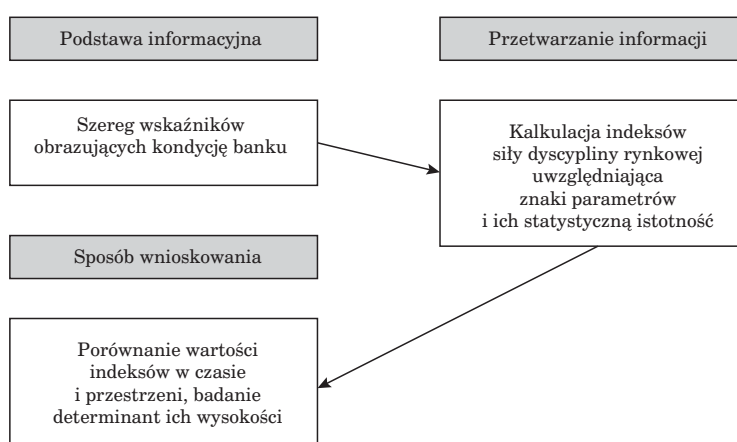 Podstawa informacyjna
Przetwarzanie informacji
Szereg wskaźników
obrazujących kondycję banku
Kalkulacja indeksów
siły dyscypliny rynkowej
uwzględniająca
znaki parametrów
i ich statystyczną istotność
Sposób wnioskowania
Porównanie wartości
indeksów w czasie
i przestrzeni, badanie
determinant ich wysokości